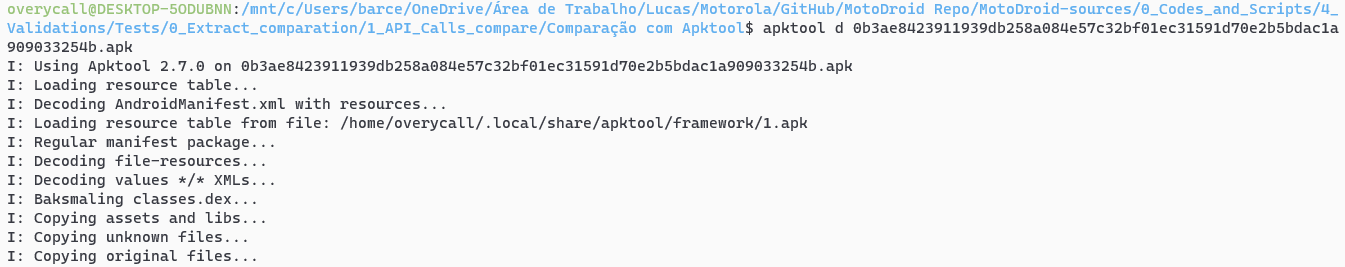 overycall@DESKTOP-5ODUBNN:/mnt/c/Users/barce/OneDrive/Área de Trabalho/Lucas/Motorola/GitHub/MotoDroid Repo/MotoDroid-sources/0_Codes_and_Scripts/4_
Validations/Tests/0_Extract_comparation/1_API_Calls_compare/Comparação com Apktool$ apktool d 0b3ae8423911939db258a084e57c32bf01ec31591d70e2b5bdac1a
909033254b.apk
I: Using Apktool 2.7.0 on 0b3ae8423911939db258a084e57c32bf01ec31591d70e2b5bdac1a909033254b.apk
I: Loading resource table...
I: Decoding AndroidManifest.xml with resources...
I: Loading resource table from file: /home/overycall/.local/share/apktool/framework/1.apk
I: Regular manifest package...
I: Decoding file-resources...
I: Decoding values */* XMLs...
I: Baksmaling classes.dex...
I: Copying assets and libs...
I: Copying unknown files...
I: Copying original files...